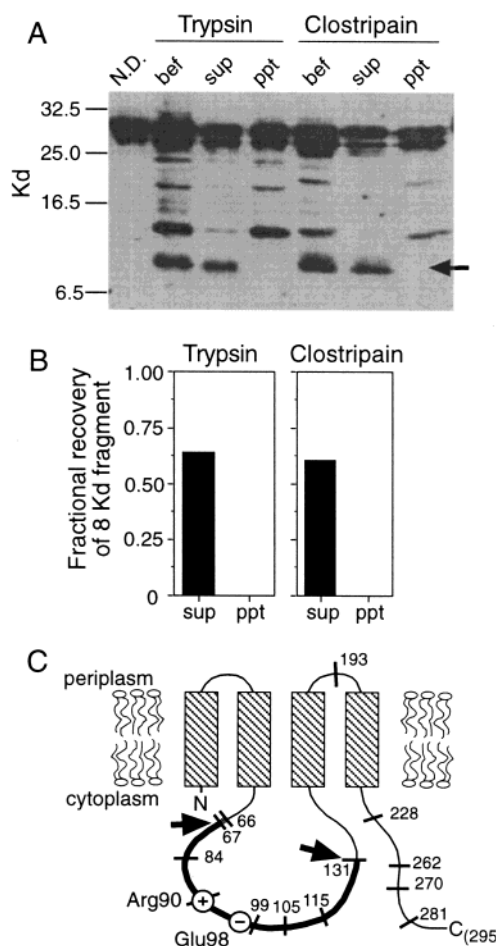 A
Trypsin Clostripain
N.D. bef sup ppt bef sup ppt
Kd
32.5
25.0
16.5
6.5
B
Trypsin Clostripain
Fractional recovery
of 8 Kd fragment
1.00
0.75
0.50
0.25
0
sup ppt sup ppt
C
periplasm
cytoplasm
193
N
66
67
84
Arg90
+
−
Glu98
99
105
115
131
228
262
270
281
C(295)